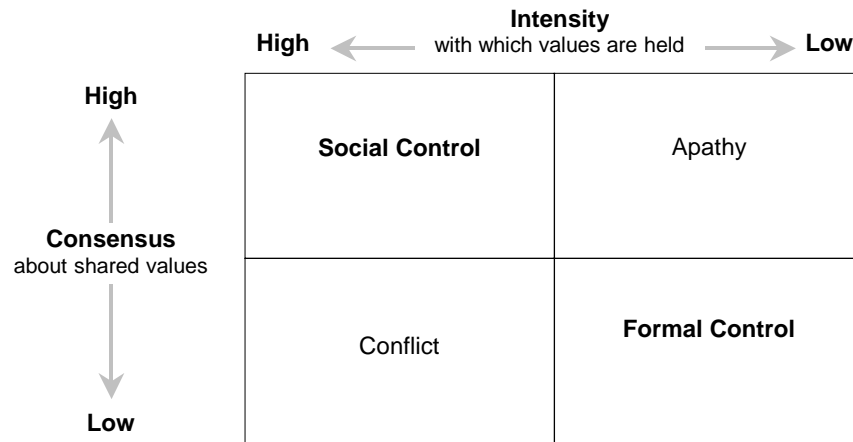 Intensity
High with which values are held Low
High
Social Control Apathy
Consensus
about shared values
Conflict Formal Control
Low